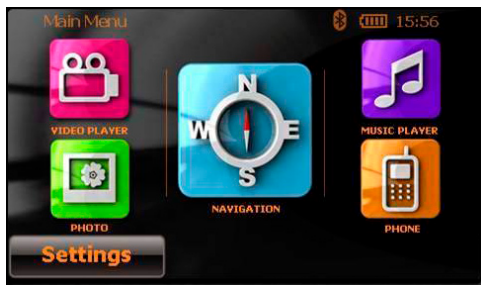 Main Menu 15:56
N
W E
S
VIDEO PLAYER
NAVIGATION
MUSIC PLAYER
PHOTO
PHONE
Settings